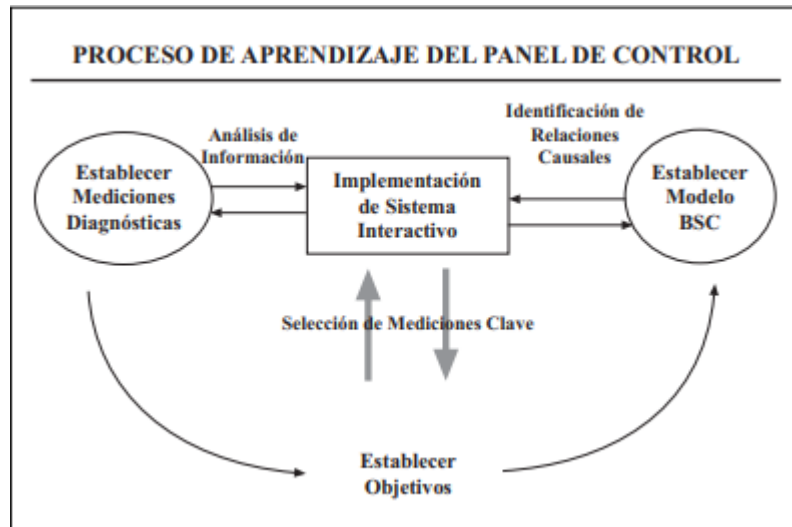 PROCESO DE APRENDIZAJE DEL PANEL DE CONTROL
Análisis de
Información
Identificación de
Relaciones
Causales
Establecer
Mediciones
Diagnósticas
Implementación
de Sistema
Interactivo
Establecer
Modelo
BSC
Selección de Mediciones Clave
Establecer
Objetivos